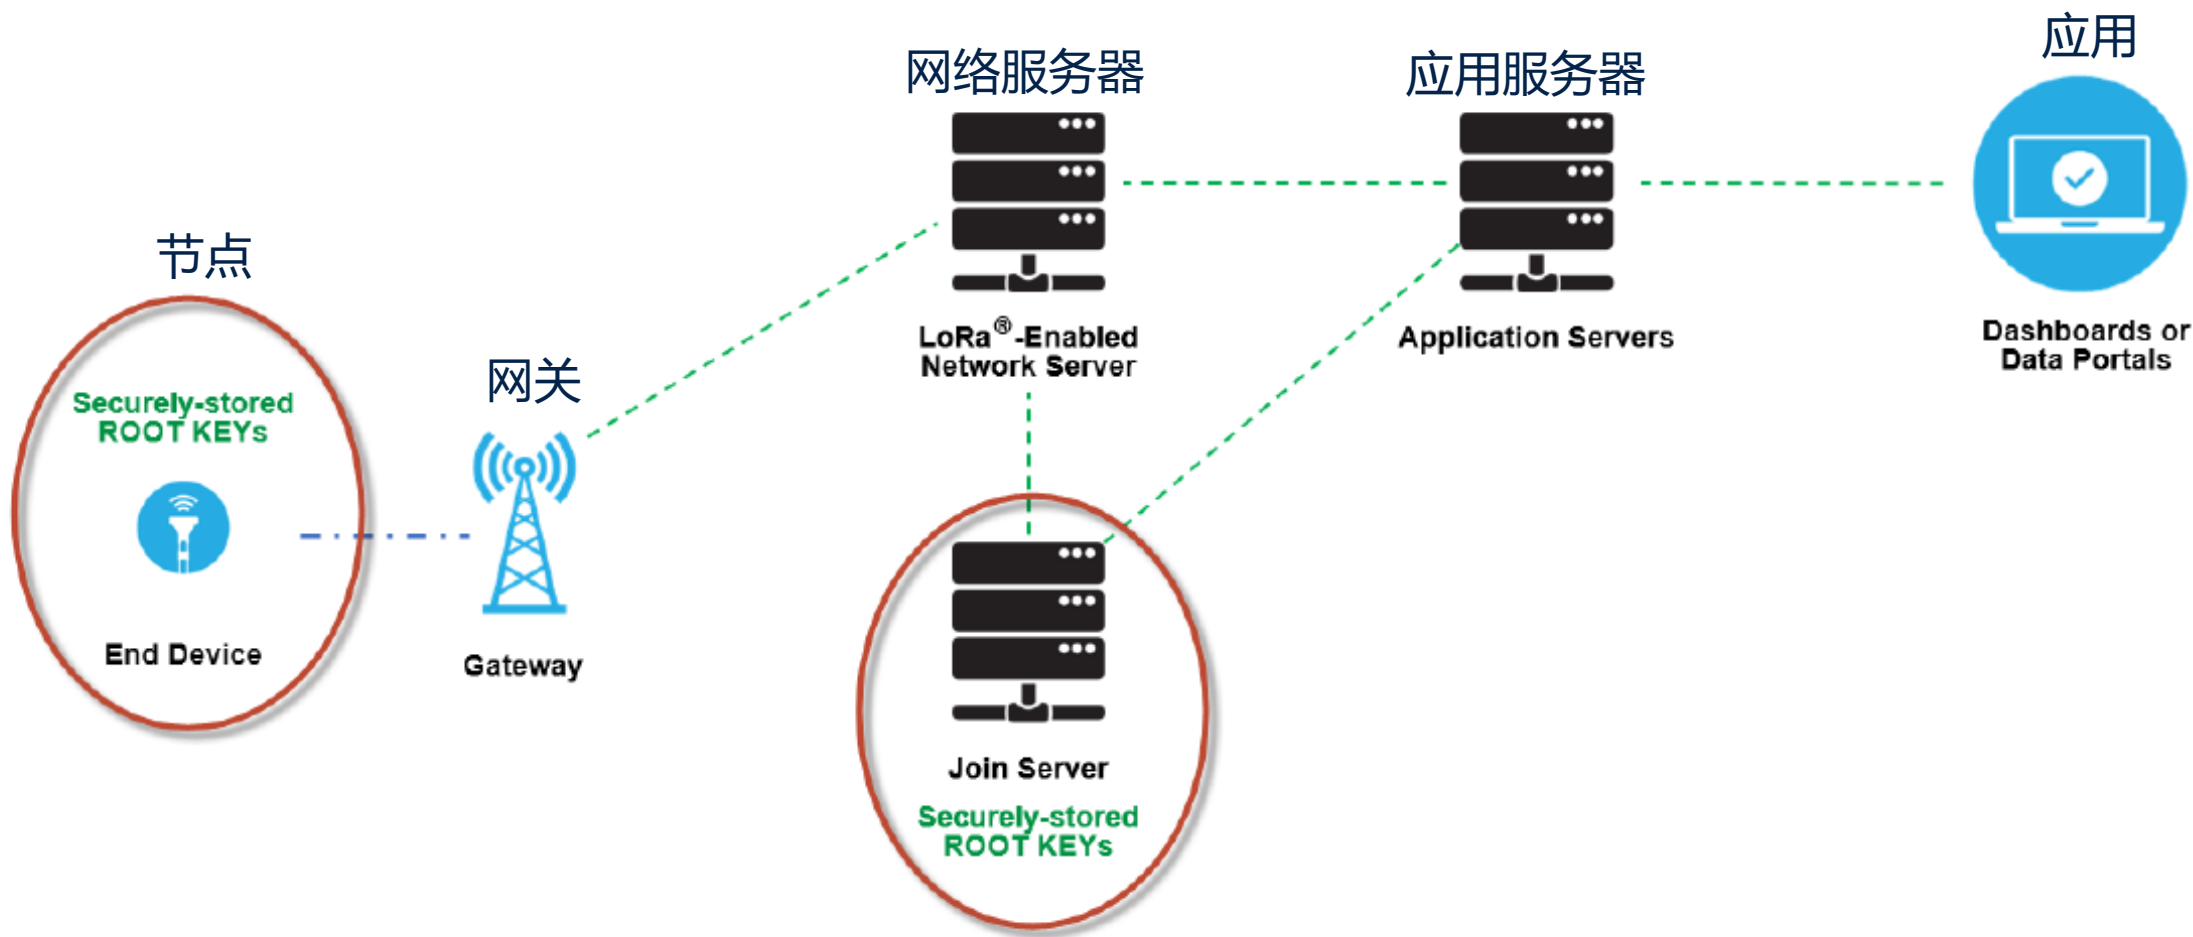 节点
Securely-stored
ROOT KEYs
End Device
网关
Gateway
网络服务器
LoRa®-Enabled
Network Server
应用服务器
Application Servers
应用
Dashboards or
Data Portals
Join Server
Securely-stored
ROOT KEYs